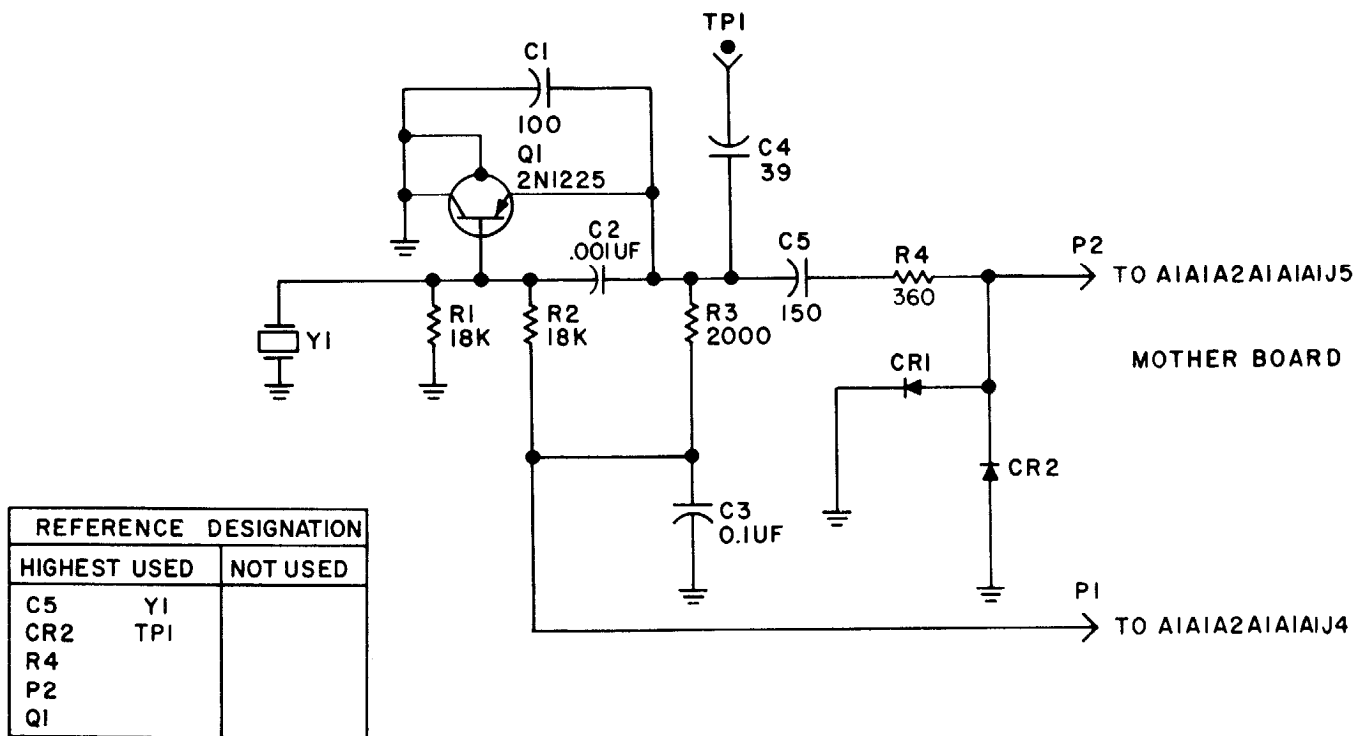 TP1
C1
100
Q1
2N1225
C4
39
C2
.001UF
C5
150
R4
360
P2
TO A1A1A2A1A1A1J5
MOTHER BOARD
Y1
R1
18K
R2
18K
R3
2000
CR1
CR2
C3
0.1UF
P1
TO A1A1A2A1A1A1J4
REFERENCE DESIGNATION
HIGHEST USED NOT USED
C5 Y1
CR2 TP1
R4
P2
Q1